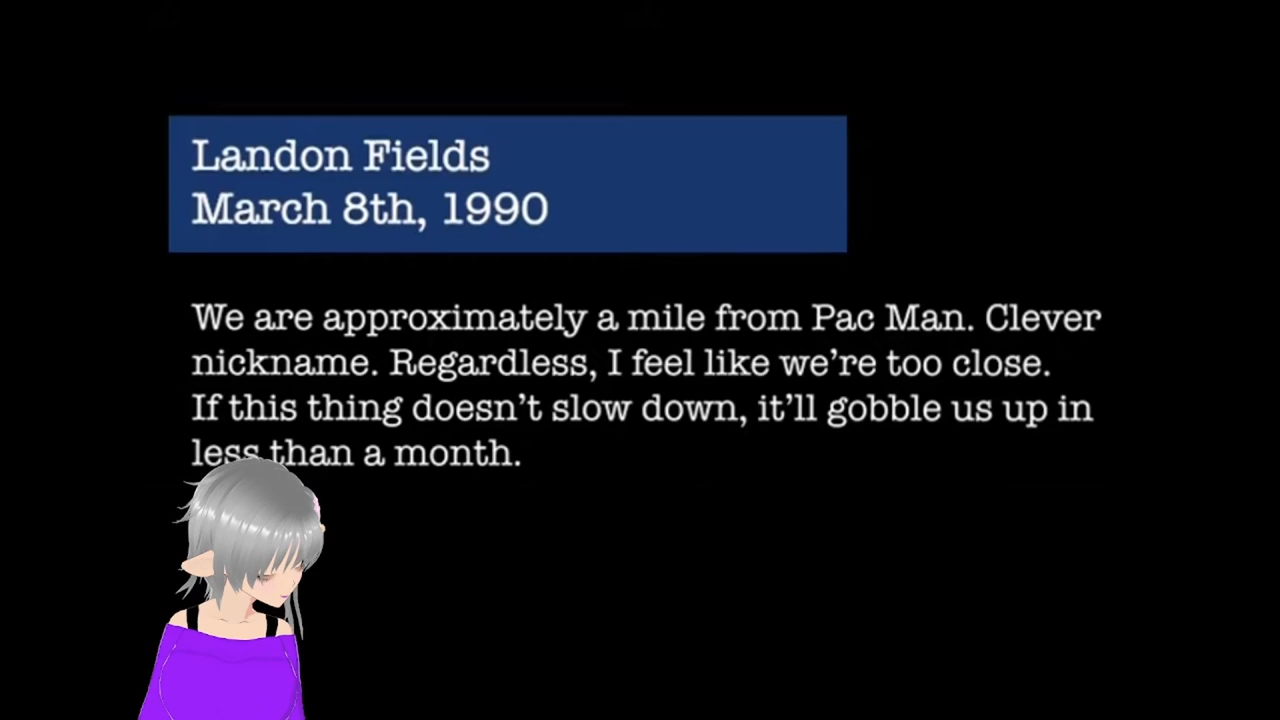 Landon Fields
March 8th, 1990
We are approximately a mile from Pac Man. Clever
nickname. Regardless, I feel like we're too close.
If this thing doesn't slow down, it'll gobble us up in
less than a month.